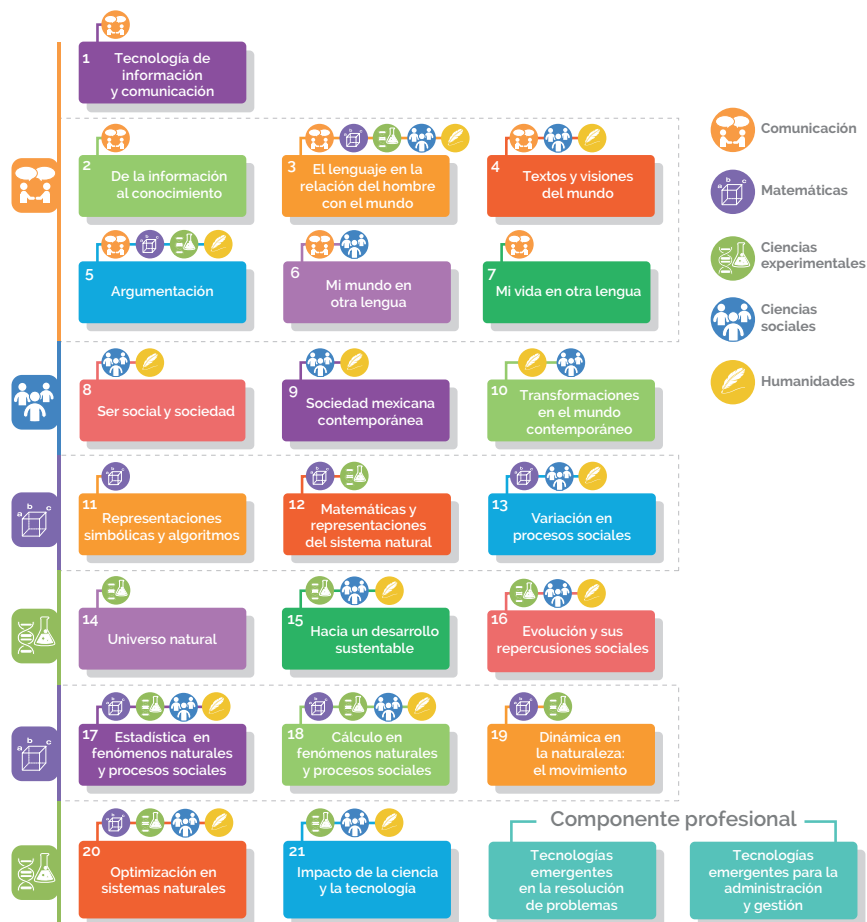 1
Tecnología de
información
y comunicación
2
De la información
al conocimiento
3
El lenguaje en la
relación del hombre
con el mundo
4
Textos y visiones
del mundo
5
Argumentación
6
Mi mundo en
otra lengua
7
Mi vida en otra lengua
8
Ser social y sociedad
9
Sociedad mexicana
contemporánea
10
Transformaciones
en el mundo
contemporáneo
a b c
11
Representaciones
simbólicas y algoritmos
12
Matemáticas y
representaciones
del sistema natural
13
Variación en
procesos sociales
14
Universo natural
15
Hacia un desarrollo
sustentable
16
Evolución y sus
repercusiones sociales
a b c
17
Estadística en
fenómenos naturales
y procesos sociales
18
Cálculo en
fenómenos naturales
y procesos sociales
19
Dinámica en
la naturaleza:
el movimiento
20
Optimización en
sistemas naturales
21
Impacto de la ciencia
y la tecnología
Componente profesional
Tecnologías
emergentes
en la resolución
de problemas
Tecnologías
emergentes para la
administración
y gestión
Comunicación
a b c
Matemáticas
Ciencias
experimentales
Ciencias
sociales
Humanidades